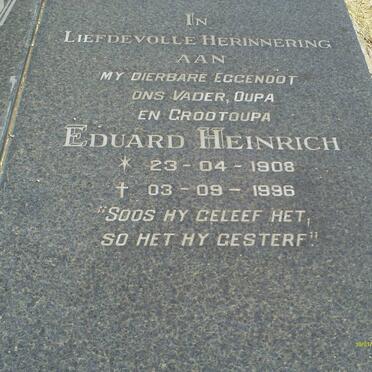 IN
LIEFDEVOLLE HERINNERING
AAN
MY DIERBARE EGGENOOT
ONS VADER, OUPA
EN GROOTOUPA
EDUARD HEINRICH
* 23-04-1908
† 03-09-1996
"SOOS HY GELEEF HET,
SO HET HY GESTERF"